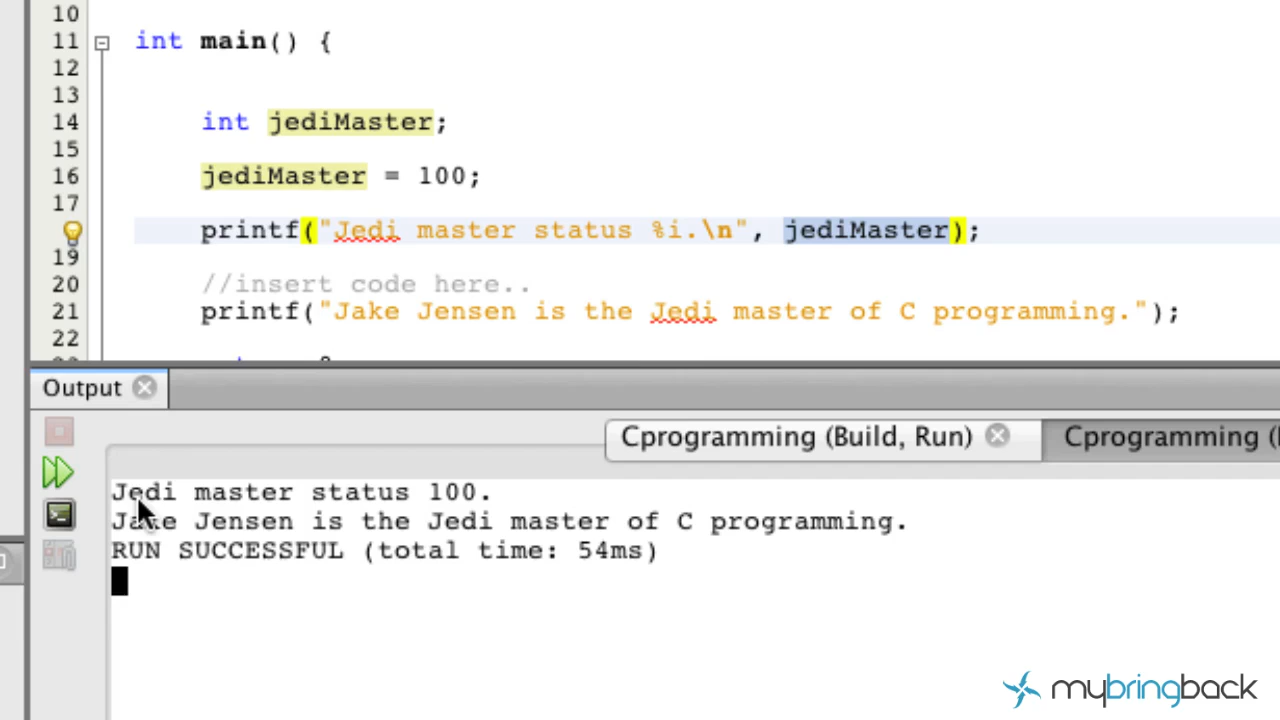 10
11 int main() {
12
13
14 int jediMaster;
15
16 jediMaster = 100;
17
printf("Jedi master status %i.\n", jediMaster);
19
20 //insert code here..
21 printf("Jake Jensen is the Jedi master of C programming.");
22
Output
Cprogramming (Build, Run)
Cprogramming (
Jedi master status 100.
Jake Jensen is the Jedi master of C programming.
RUN SUCCESSFUL (total time: 54ms)
mybringback